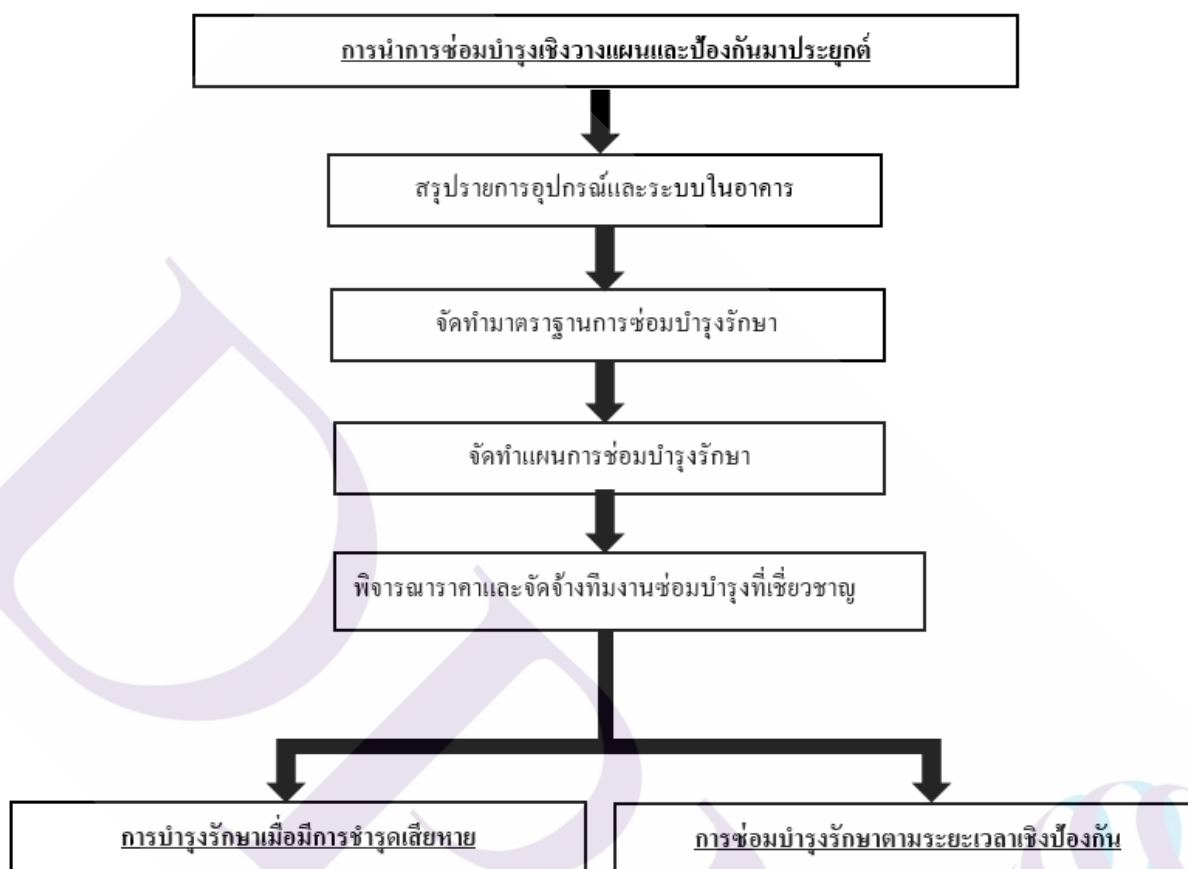 การนำการซ่อมบำรุงเชิงวางแผนและป้องกันมาประยุกต์
สรุปรายการอุปกรณ์และระบบในอาคาร
จัดทำมาตราฐานการซ่อมบำรุงรักษา
จัดทำแผนการซ่อมบำรุงรักษา
พิจารณาราคาและจัดจ้างทีมงานซ่อมบำรุงที่เชี่ยวชาญ
การบำรุงรักษาเมื่อมีการชำรุดเสียหาย
การซ่อมบำรุงรักษาตามระยะเวลาเชิงป้องกัน